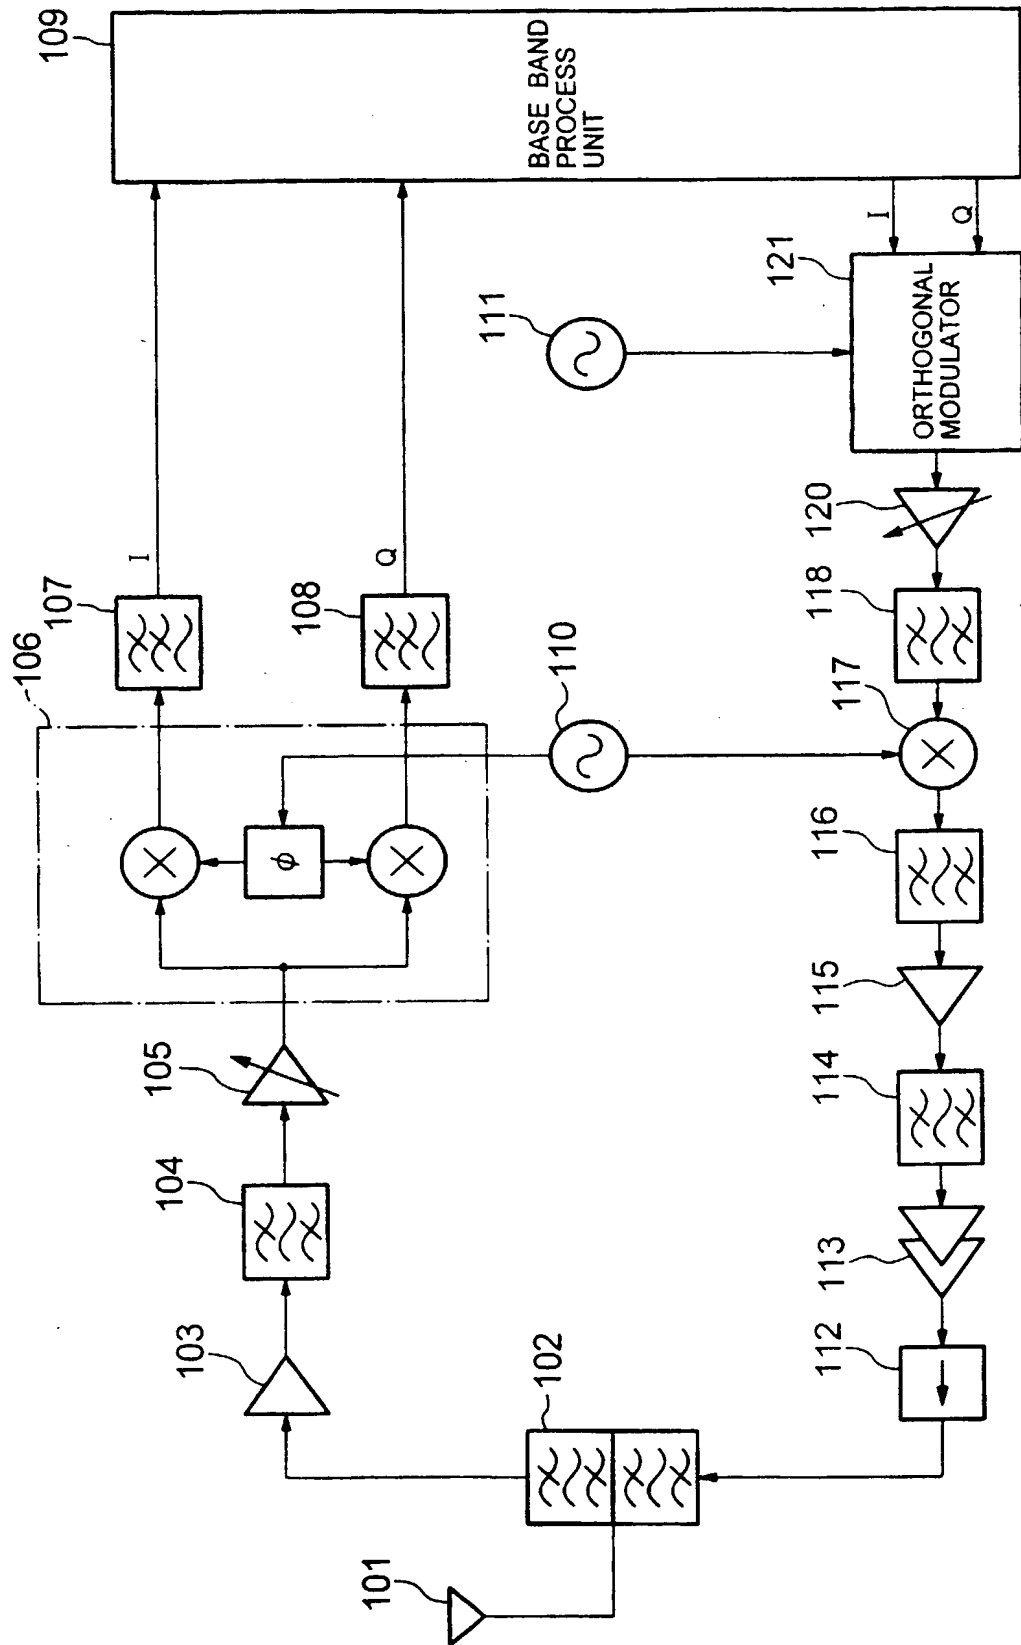 109
BASE BAND
PROCESS
UNIT
I
Q
107
108
106
ϕ
105
104
103
102
101
110
111
I
Q
121
ORTHOGONAL
MODULATOR
120
118
117
116
115
114
113
112